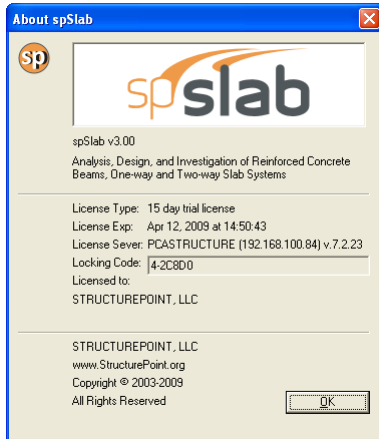 About spSlab
sp
spslab
spSlab v3.00
Analysis, Design, and Investigation of Reinforced Concrete
Beams, One-way and Two-way Slab Systems
License Type: 15 day trial license
License Exp: Apr 12, 2009 at 14:50:43
License Sever: PCASTRUCTURE (192.168.100.84) v.7.2.23
Locking Code: 4-2C8D0
Licensed to:
STRUCTUREPOINT, LLC
STRUCTUREPOINT, LLC
www.StructurePoint.org
Copyright © 2003-2009
All Rights Reserved
OK